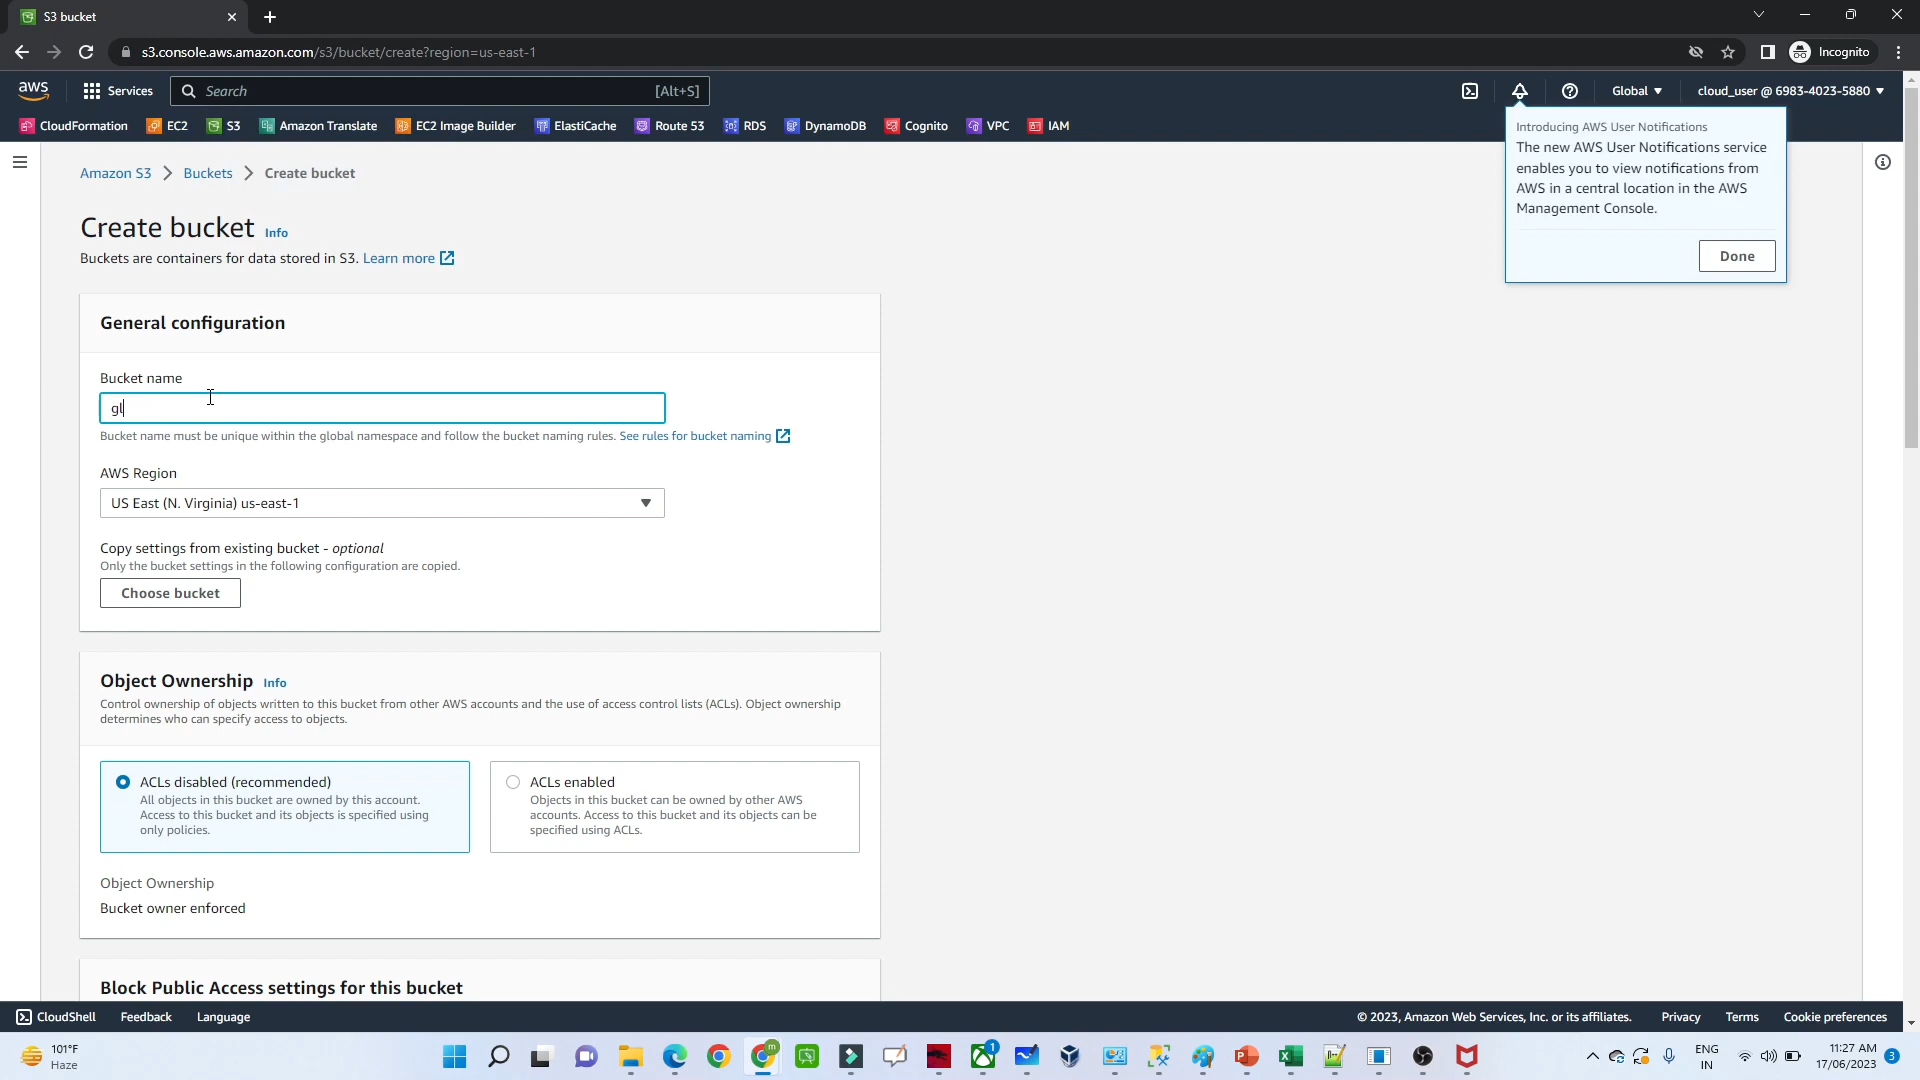 S3 bucket
s3.console.aws.amazon.com/s3/bucket/create?region=us-east-1
Incognito
aws
Services
Search
[Alt+S]
Global
cloud_user @ 6983-4023-5880
CloudFormation
EC2
S3
Amazon Translate
EC2 Image Builder
ElastiCache
Route 53
RDS
DynamoDB
Cognito
VPC
IAM
Introducing AWS User Notifications
The new AWS User Notifications service
enables you to view notifications from
AWS in a central location in the AWS
Management Console.
Done
Amazon S3
Buckets
Create bucket
Create bucket Info
Buckets are containers for data stored in S3. Learn more
General configuration
Bucket name
gl
Bucket name must be unique within the global namespace and follow the bucket naming rules. See rules for bucket naming
AWS Region
US East (N. Virginia) us-east-1
Copy settings from existing bucket - optional
Only the bucket settings in the following configuration are copied.
Choose bucket
Object Ownership Info
Control ownership of objects written to this bucket from other AWS accounts and the use of access control lists (ACLs). Object ownership
determines who can specify access to objects.
ACLs disabled (recommended)
All objects in this bucket are owned by this account.
Access to this bucket and its objects is specified using
only policies.
ACLs enabled
Objects in this bucket can be owned by other AWS
accounts. Access to this bucket and its objects can be
specified using ACLs.
Object Ownership
Bucket owner enforced
Block Public Access settings for this bucket
CloudShell
Feedback
Language
© 2023, Amazon Web Services, Inc. or its affiliates.
Privacy
Terms
Cookie preferences
101°F
Haze
m
1
ENG
IN
11:27 AM
17/06/2023
3